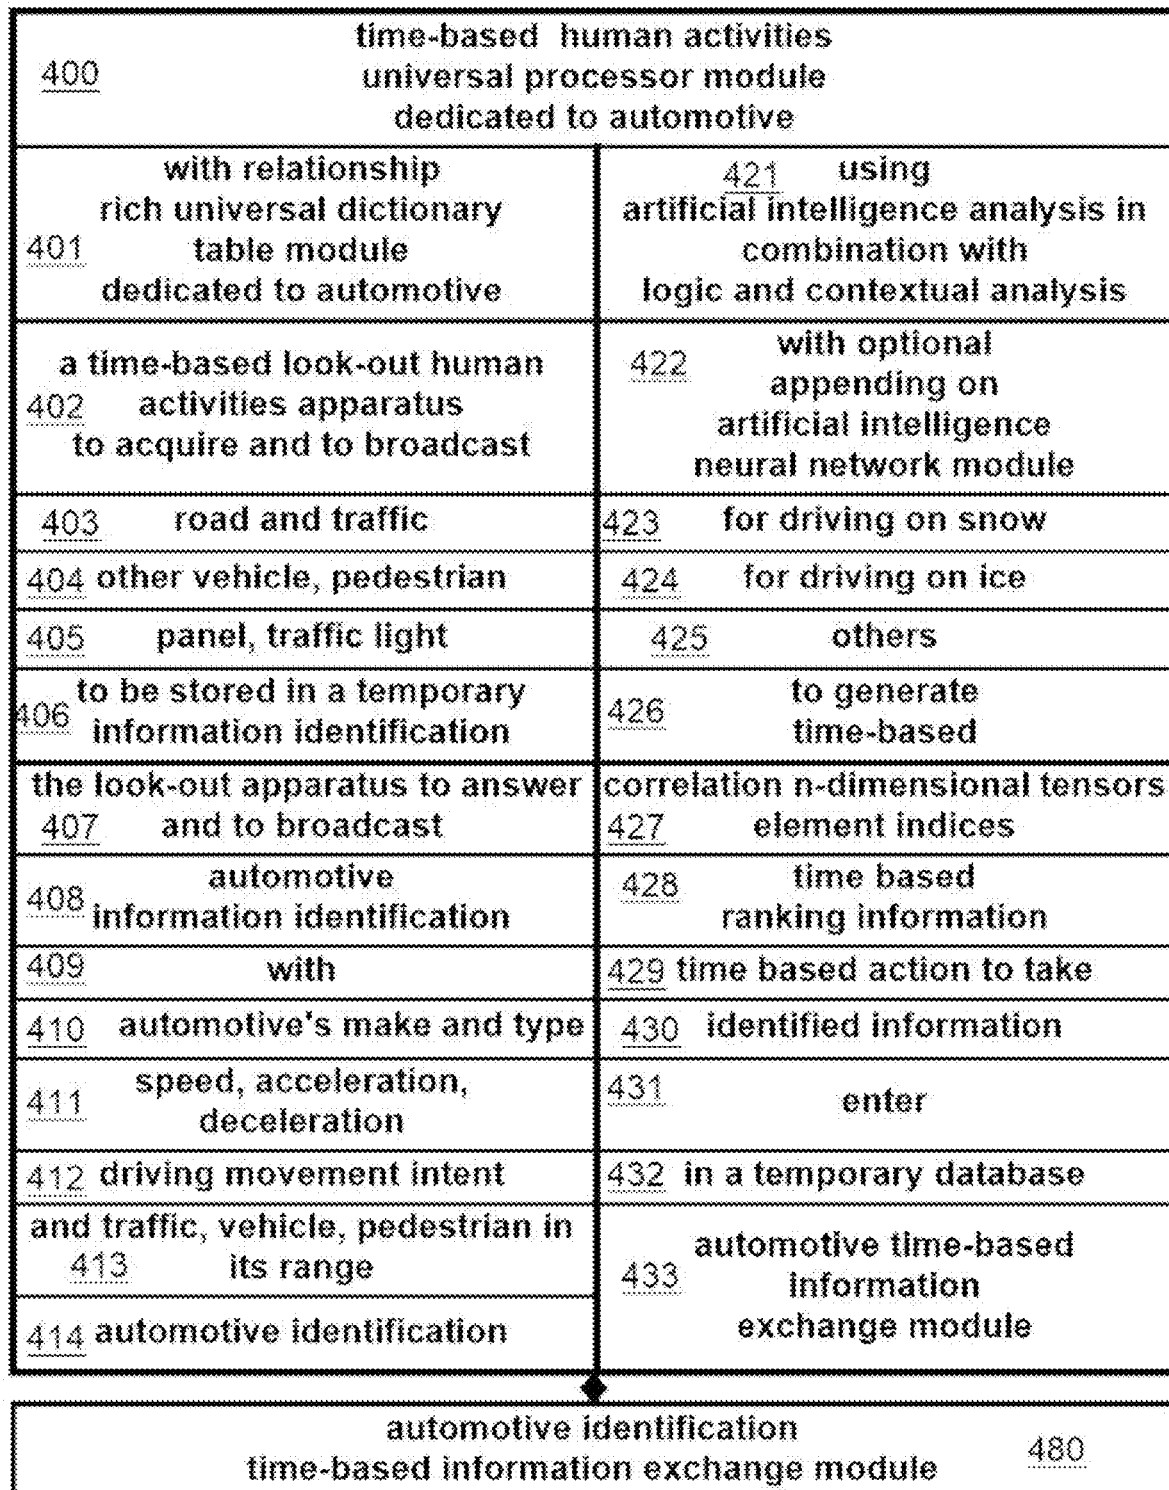 time-based human activities
400 universal processor module
dedicated to automotive
with relationship
rich universal dictionary
401 table module
dedicated to automotive
a time-based look-out human
402 activities apparatus
to acquire and to broadcast
403 road and traffic
404 other vehicle, pedestrian
405 panel, traffic light
to be stored in a temporary
406 information identification
the look-out apparatus to answer
407 and to broadcast
automotive
408 information identification
409 with
410 automotive's make and type
speed, acceleration,
411 deceleration
412 driving movement intent
and traffic, vehicle, pedestrian in
413 its range
414 automotive identification
421 using
artificial intelligence analysis in
combination with
logic and contextual analysis
with optional
422 appending on
artificial intelligence
neural network module
423 for driving on snow
424 for driving on ice
425 others
to generate
426 time-based
correlation n-dimensional tensors
427 element indices
428 time based
ranking information
429 time based action to take
430 identified information
431 enter
432 in a temporary database
automotive time-based
433 information
exchange module
automotive identification
480
time-based information exchange module